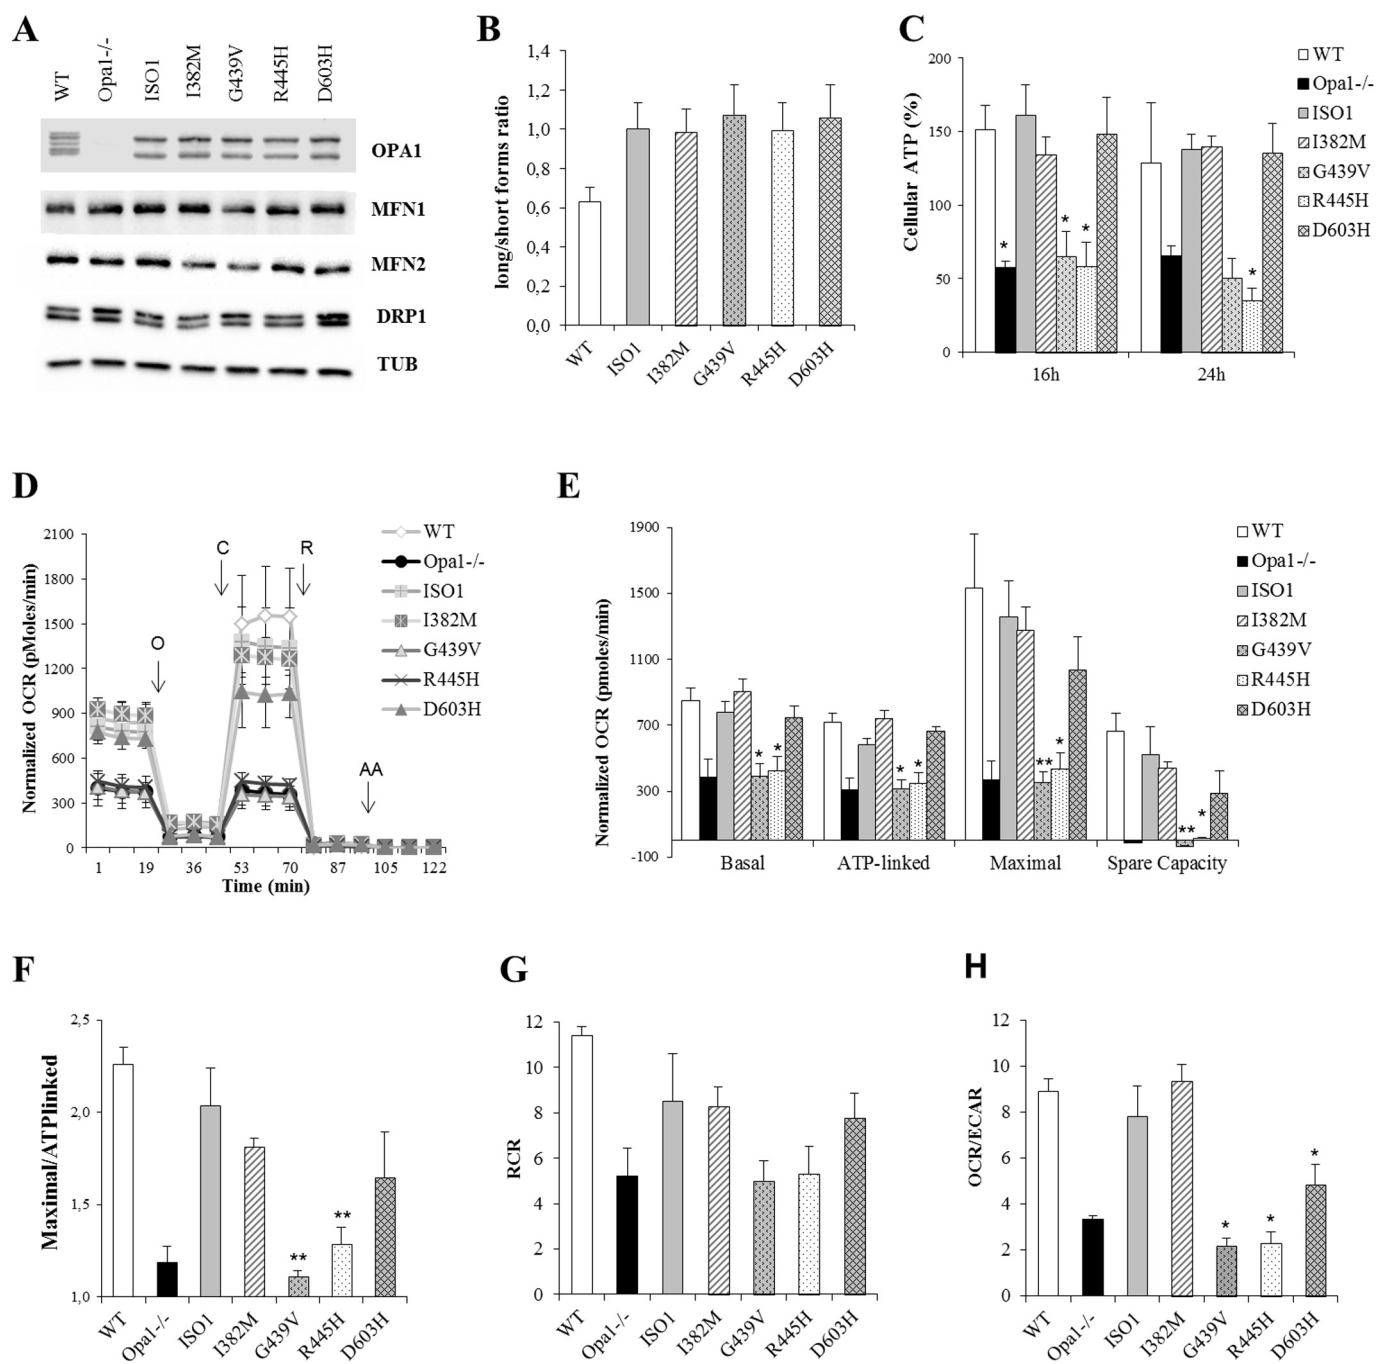 A
WT
Opa1-/-
ISO1
I382M
G439V
R445H
D603H
OPA1
MFN1
MFN2
DRP1
TUB
B
long/short forms ratio
1,4
1,2
1,0
0,8
0,6
0,4
0,2
0,0
WT
ISO1
I382M
G439V
R445H
D603H
C
Cellular ATP (%)
200
150
100
50
0
*
*
*
*
16h
24h
WT
Opa1-/-
ISO1
I382M
G439V
R445H
D603H
D
Normalized OCR (pMoles/min)
2100
1800
1500
1200
900
600
300
0
O
C
R
AA
1 19 36 53 70 87 105 122
Time (min)
WT
Opa1-/-
ISO1
I382M
G439V
R445H
D603H
E
Normalized OCR (pmoles/min)
1900
1500
1100
700
300
-100
* *
* *
** *
** *
Basal ATP-linked Maximal Spare Capacity
WT
Opa1-/-
ISO1
I382M
G439V
R445H
D603H
F
Maximal/ATPlinked
2,5
2,0
1,5
1,0
**
**
WT
Opa1-/-
ISO1
I382M
G439V
R445H
D603H
G
RCR
12
10
8
6
4
2
0
WT
Opa1-/-
ISO1
I382M
G439V
R445H
D603H
H
OCR/ECAR
12
10
8
6
4
2
0
*
*
*
WT
Opa1-/-
ISO1
I382M
G439V
R445H
D603H